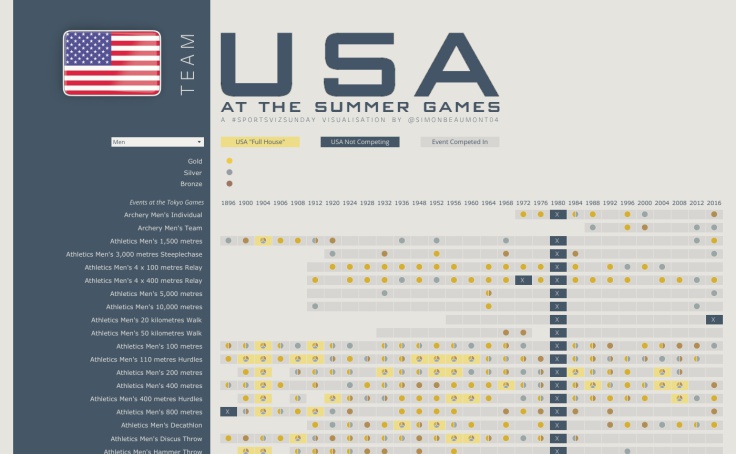 TEAM
USA
AT THE SUMMER GAMES
A #SPORTSVIZSUNDAY VISUALISATION BY @SIMONBEAUMONT04
Men
USA "Full House" USA Not Competing Event Competed In
Gold
Silver
Bronze
Events at the Tokyo Games 1896 1900 1904 1906 1908 1912 1920 1924 1928 1932 1936 1948 1952 1956 1960 1964 1968 1972 1976 1980 1984 1988 1992 1996 2000 2004 2008 2012 2016
Archery Men's Individual X
Archery Men's Team
Athletics Men's 1,500 metres X
Athletics Men's 3,000 metres Steeplechase X
Athletics Men's 4 x 100 metres Relay X
Athletics Men's 4 x 400 metres Relay X X
Athletics Men's 5,000 metres X
Athletics Men's 10,000 metres X
Athletics Men's 20 kilometres Walk X X
Athletics Men's 50 kilometres Walk X
Athletics Men's 100 metres X
Athletics Men's 110 metres Hurdles X
Athletics Men's 200 metres X
Athletics Men's 400 metres X
Athletics Men's 400 metres Hurdles X
Athletics Men's 800 metres X X
Athletics Men's Decathlon X
Athletics Men's Discus Throw X
Athletics Men's Hammer Throw X